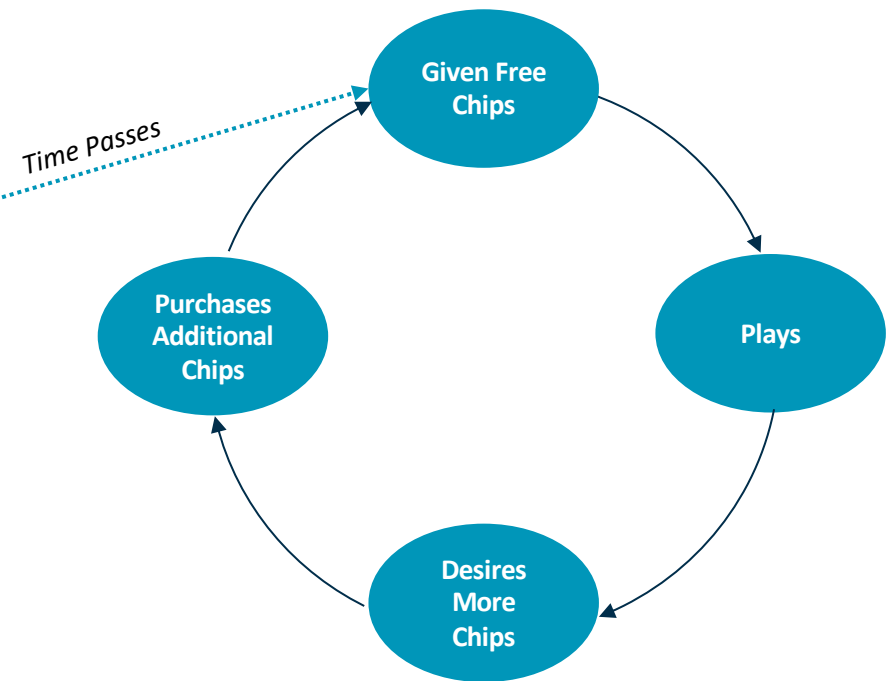 Given Free
Chips
Time Passes
Purchases
Additional
Chips
Plays
Desires
More
Chips